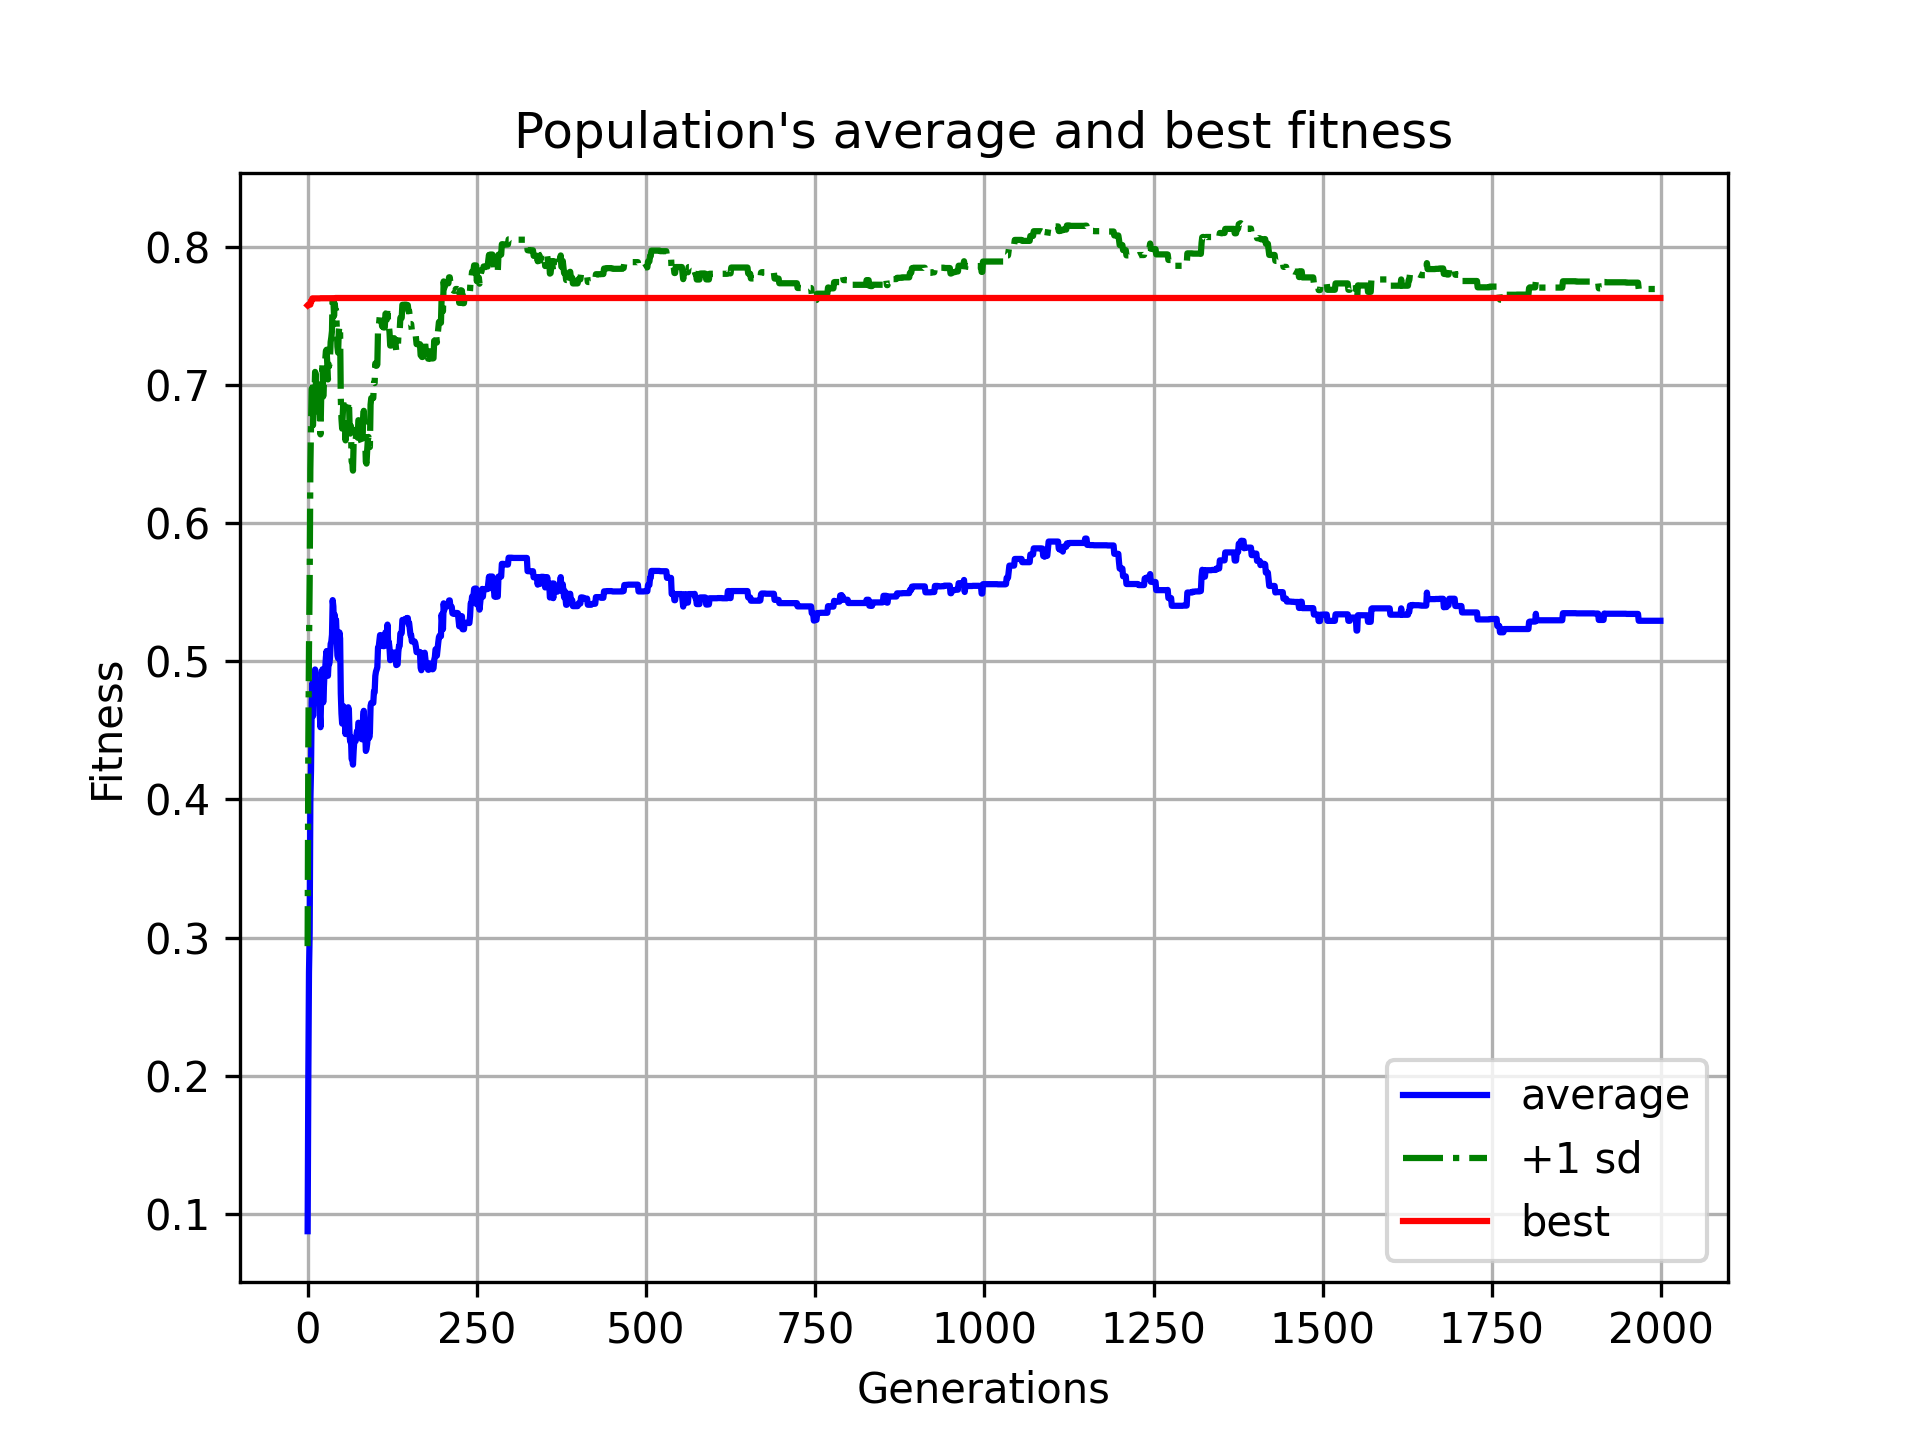 Population's average and best fitness
Fitness
0.8
0.7
0.6
0.5
0.4
0.3
0.2
0.1
average
+1 sd
best
0 250 500 750 1000 1250 1500 1750 2000
Generations